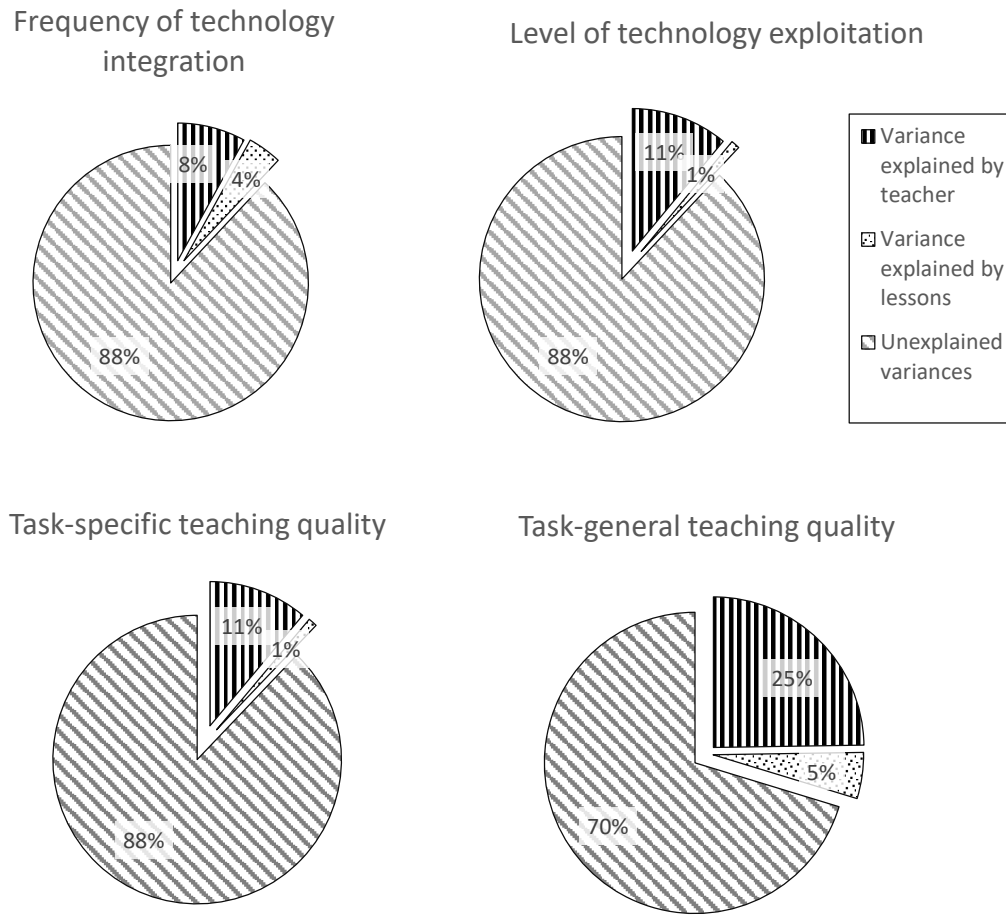 Frequency of technology
integration
8%
4%
88%
Level of technology exploitation
11%
1%
88%
Variance
explained by
teacher
Variance
explained by
lessons
Unexplained
variances
Task-specific teaching quality
11%
1%
88%
Task-general teaching quality
25%
5%
70%